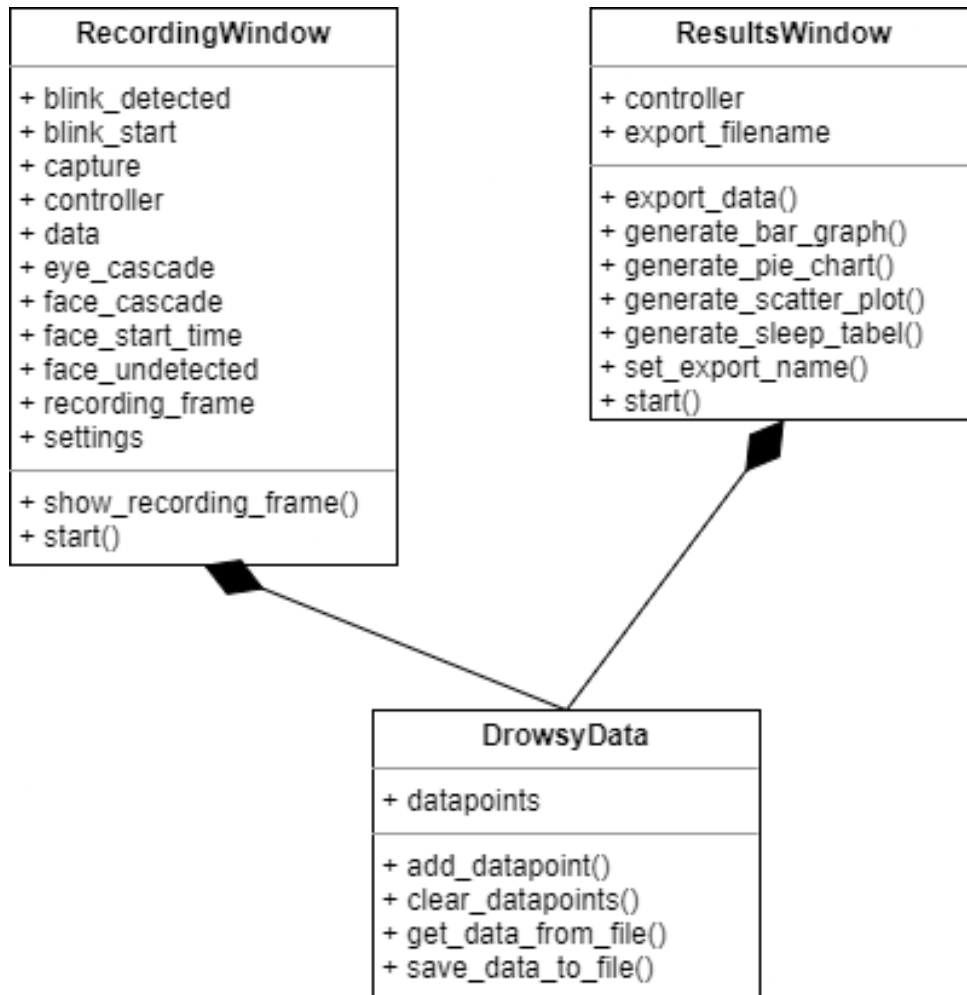 RecordingWindow
+ blink_detected
+ blink_start
+ capture
+ controller
+ data
+ eye_cascade
+ face_cascade
+ face_start_time
+ face_undetected
+ recording_frame
+ settings
+ show_recording_frame()
+ start()
ResultsWindow
+ controller
+ export_filename
+ export_data()
+ generate_bar_graph()
+ generate_pie_chart()
+ generate_scatter_plot()
+ generate_sleep_tabel()
+ set_export_name()
+ start()
DrowsyData
+ datapoints
+ add_datapoint()
+ clear_datapoints()
+ get_data_from_file()
+ save_data_to_file()